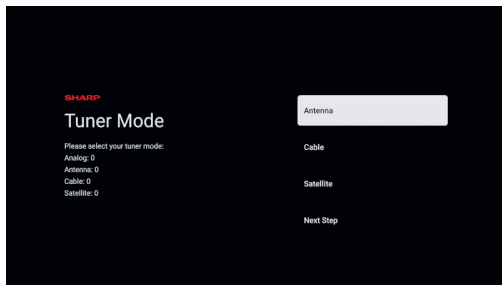 SHARP
Tuner Mode
Please select your tuner mode:
Analog: 0
Antenna: 0
Cable: 0
Satellite: 0
Antenna
Cable
Satellite
Next Step